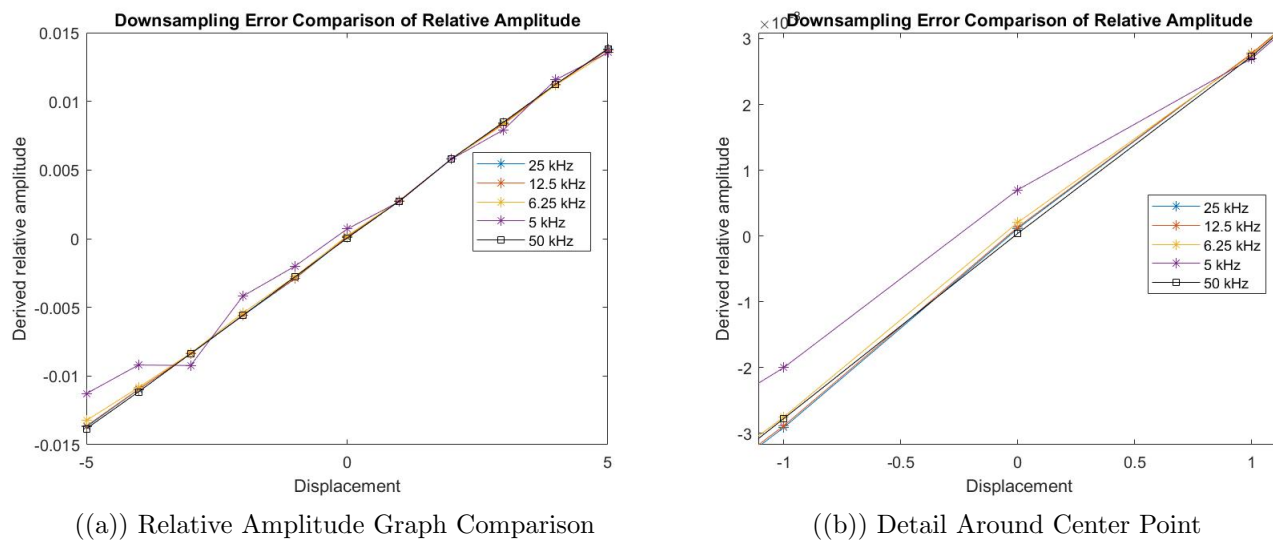 Downsampling Error Comparison of Relative Amplitude
0.015
0.01
0.005
0
-0.005
-0.01
-0.015
Derived relative amplitude
-5
0
5
Displacement
25 kHz
12.5 kHz
6.25 kHz
5 kHz
50 kHz
((a)) Relative Amplitude Graph Comparison
Downsampling Error Comparison of Relative Amplitude
3
2
1
0
-1
-2
-3
Derived relative amplitude
-1
-0.5
0
0.5
1
Displacement
25 kHz
12.5 kHz
6.25 kHz
5 kHz
50 kHz
((b)) Detail Around Center Point